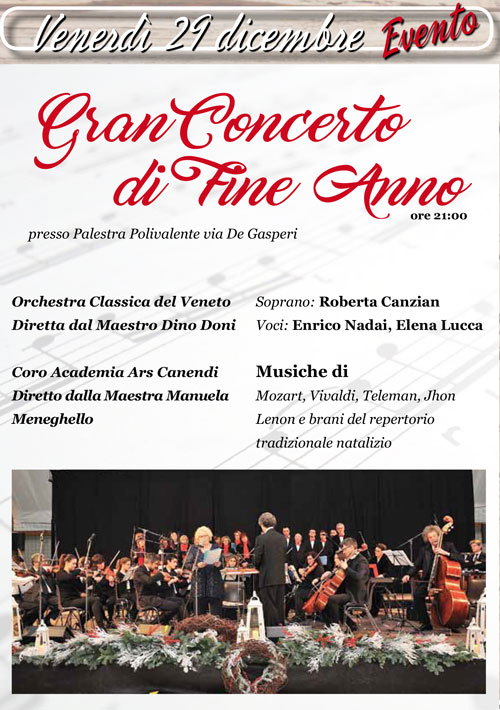 Venerdì 29 dicembre Evento
Gran Concerto
di Fine Anno
ore 21:00
presso Palestra Polivalente via De Gasperi
Orchestra Classica del Veneto
Diretta dal Maestro Dino Doni
Soprano: Roberta Canzian
Voci: Enrico Nadai, Elena Lucca
Coro Academia Ars Canendi
Diretto dalla Maestra Manuela
Meneghello
Musiche di
Mozart, Vivaldi, Teleman, Jhon
Lenon e brani del repertorio
tradizionale natalizio